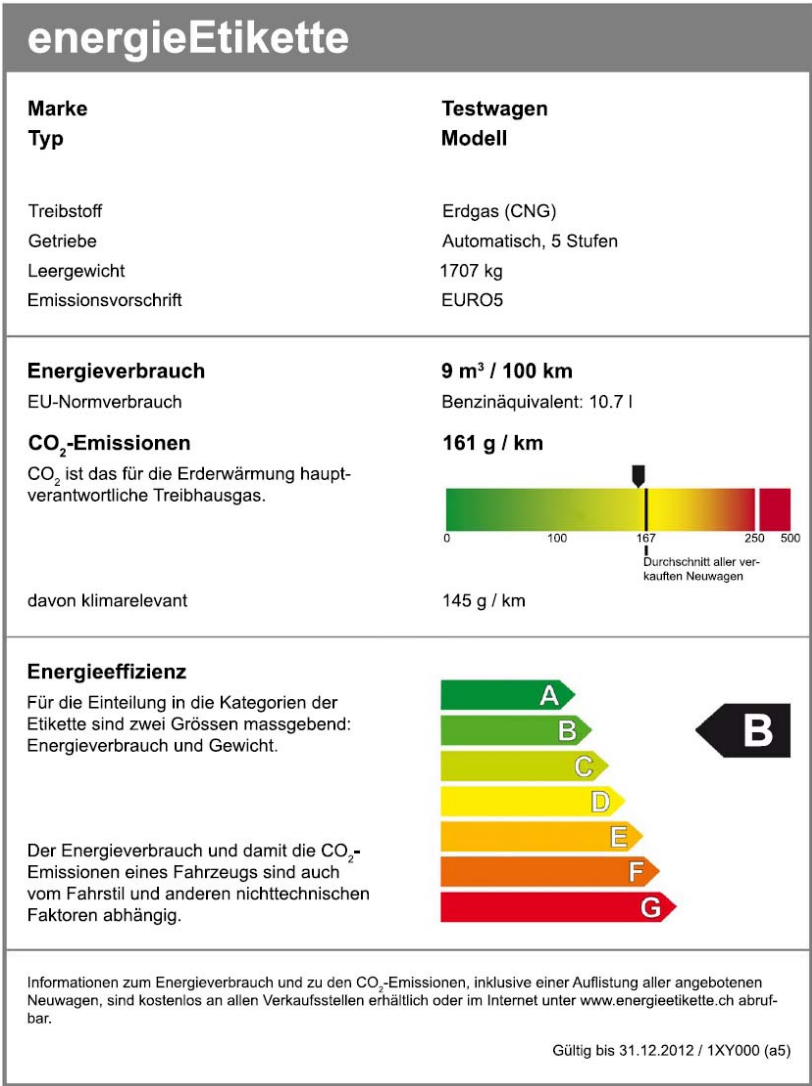 energieEtikette
Marke Testwagen
Typ Modell
Treibstoff Erdgas (CNG)
Getriebe Automatisch, 5 Stufen
Leergewicht 1707 kg
Emissionsvorschrift EURO5
Energieverbrauch 9 m³ / 100 km
EU-Normverbrauch Benzinäquivalent: 10.7 l
CO₂-Emissionen 161 g / km
CO₂ ist das für die Erderwärmung haupt-
verantwortliche Treibhausgas.
0 100 167 250 500
Durchschnitt aller ver-
kauften Neuwagen
davon klimarelevant 145 g / km
Energieeffizienz
Für die Einteilung in die Kategorien der
Etikette sind zwei Grössen massgebend:
Energieverbrauch und Gewicht.
Der Energieverbrauch und damit die CO₂-
Emissionen eines Fahrzeugs sind auch
vom Fahrstil und anderen nichttechnischen
Faktoren abhängig.
A
B B
C
D
E
F
G
Informationen zum Energieverbrauch und zu den CO₂-Emissionen, inklusive einer Auflistung aller angebotenen
Neuwagen, sind kostenlos an allen Verkaufsstellen erhältlich oder im Internet unter www.energieetikette.ch abruf-
bar.
Gültig bis 31.12.2012 / 1XY000 (a5)